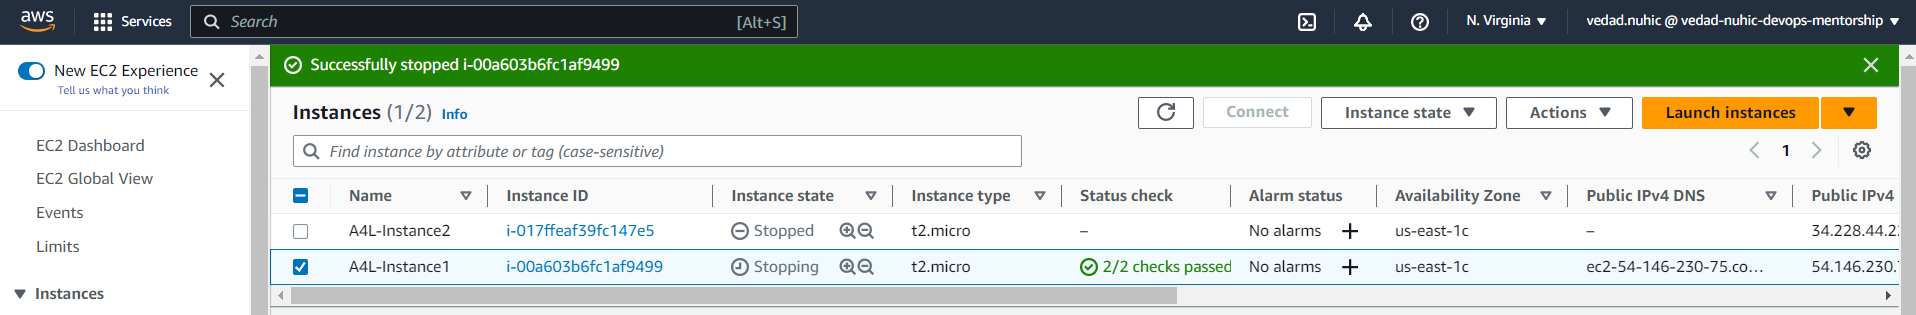 aws Services Search [Alt+S] N. Virginia vedad.nuhic @ vedad-nuhic-devops-mentorship
New EC2 Experience
Tell us what you think
EC2 Dashboard
EC2 Global View
Events
Limits
Instances
Successfully stopped i-00a603b6fc1af9499
Instances (1/2) Info Connect Instance state Actions Launch instances
Find instance by attribute or tag (case-sensitive) 1
Name Instance ID Instance state Instance type Status check Alarm status Availability Zone Public IPv4 DNS Public IPv4
A4L-Instance2 i-017ffeaf39fc147e5 Stopped t2.micro – No alarms us-east-1c – 34.228.44.2
A4L-Instance1 i-00a603b6fc1af9499 Stopping t2.micro 2/2 checks passed No alarms us-east-1c ec2-54-146-230-75.co... 54.146.230.